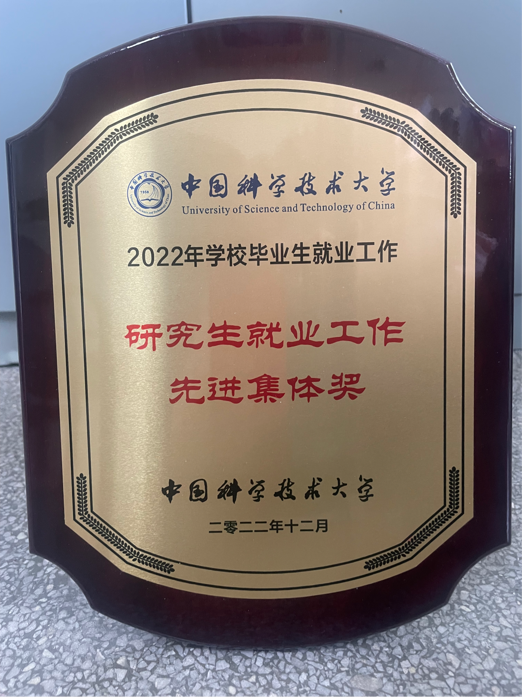 中国科学技术大学
University of Science and Technology of China
2022年学校毕业生就业工作
研究生就业工作
先进集体奖
中国科学技术大学
二零二二年十二月